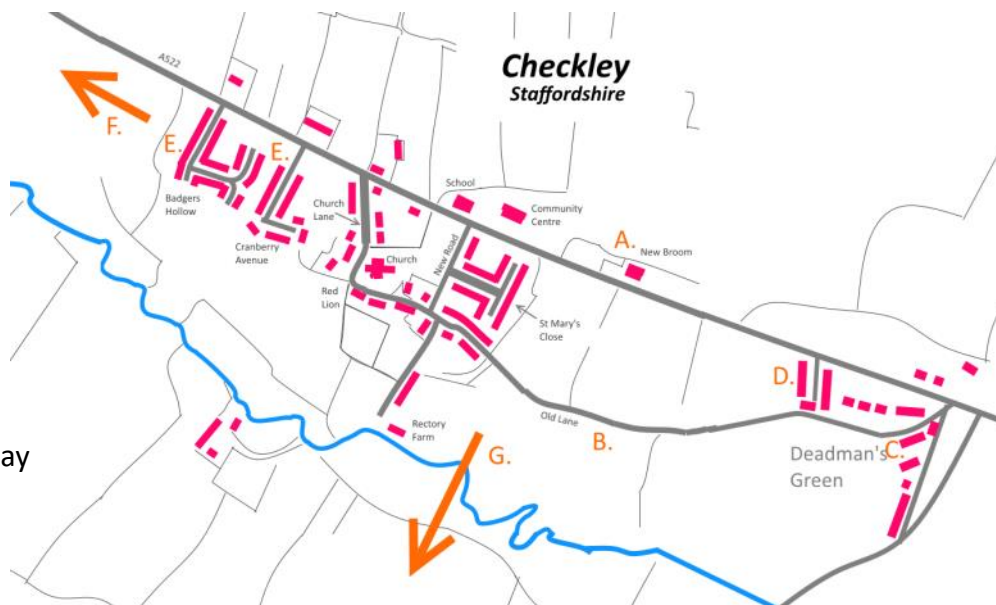 Checkley
Staffordshire
A522
F.
E.
E.
Badgers
Hollow
Cranberry
Avenue
Church
Lane
School
Community
Centre
A.
New Broom
Church
New Road
Red
Lion
St Mary's
Close
D.
Old Lane
B.
Rectory
Farm
G.
Deadman's
Green
C.
ay